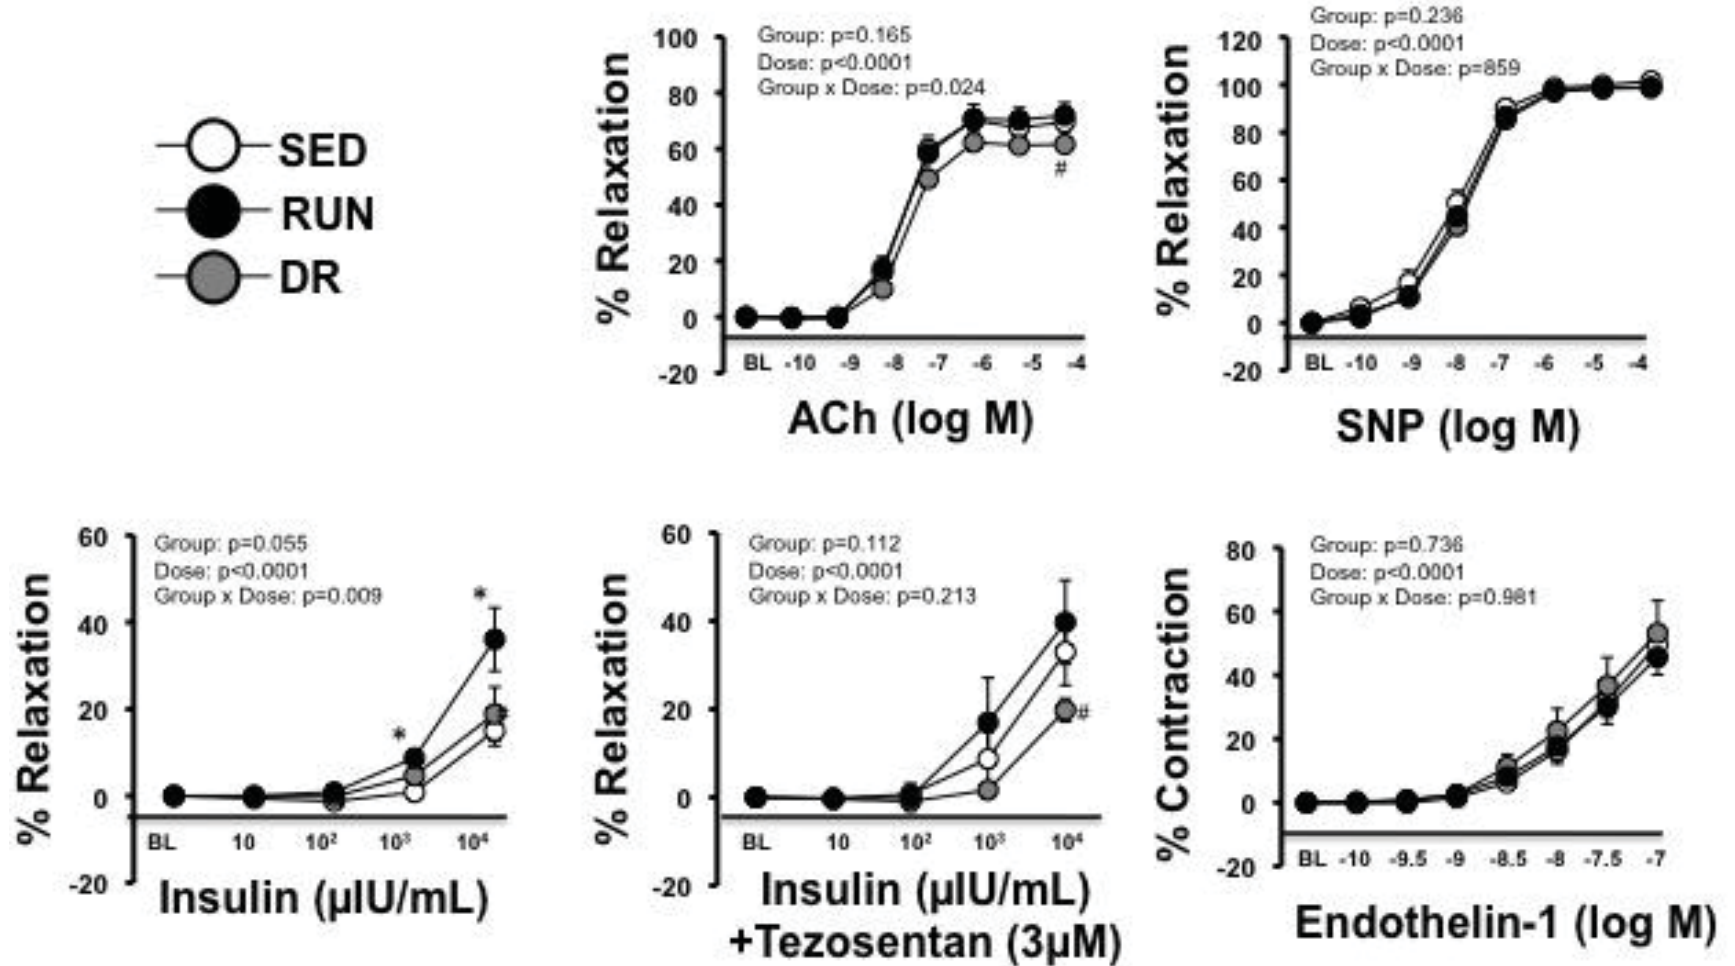 SED
RUN
DR
% Relaxation
100
80
60
40
20
0
-20
Group: p=0.165
Dose: p<0.0001
Group x Dose: p=0.024
#
BL -10 -9 -8 -7 -6 -5 -4
ACh (log M)
% Relaxation
120
100
80
60
40
20
0
-20
Group: p=0.236
Dose: p<0.0001
Group x Dose: p=859
BL -10 -9 -8 -7 -6 -5 -4
SNP (log M)
% Relaxation
60
40
20
0
-20
Group: p=0.055
Dose: p<0.0001
Group x Dose: p=0.009
*
*
#
BL 10 10² 10³ 10⁴
Insulin (µIU/mL)
% Relaxation
60
40
20
0
-20
Group: p=0.112
Dose: p<0.0001
Group x Dose: p=0.213
#
BL 10 10² 10³ 10⁴
Insulin (µIU/mL)
+Tezosentan (3µM)
% Contraction
80
60
40
20
0
-20
Group: p=0.736
Dose: p<0.0001
Group x Dose: p=0.981
BL -10 -9.5 -9 -8.5 -8 -7.5 -7
Endothelin-1 (log M)